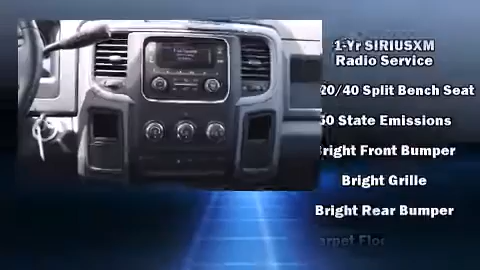 1-Yr SIRIUSXM
Radio Service
20/40 Split Bench Seat
50 State Emissions
Bright Front Bumper
Bright Grille
Bright Rear Bumper